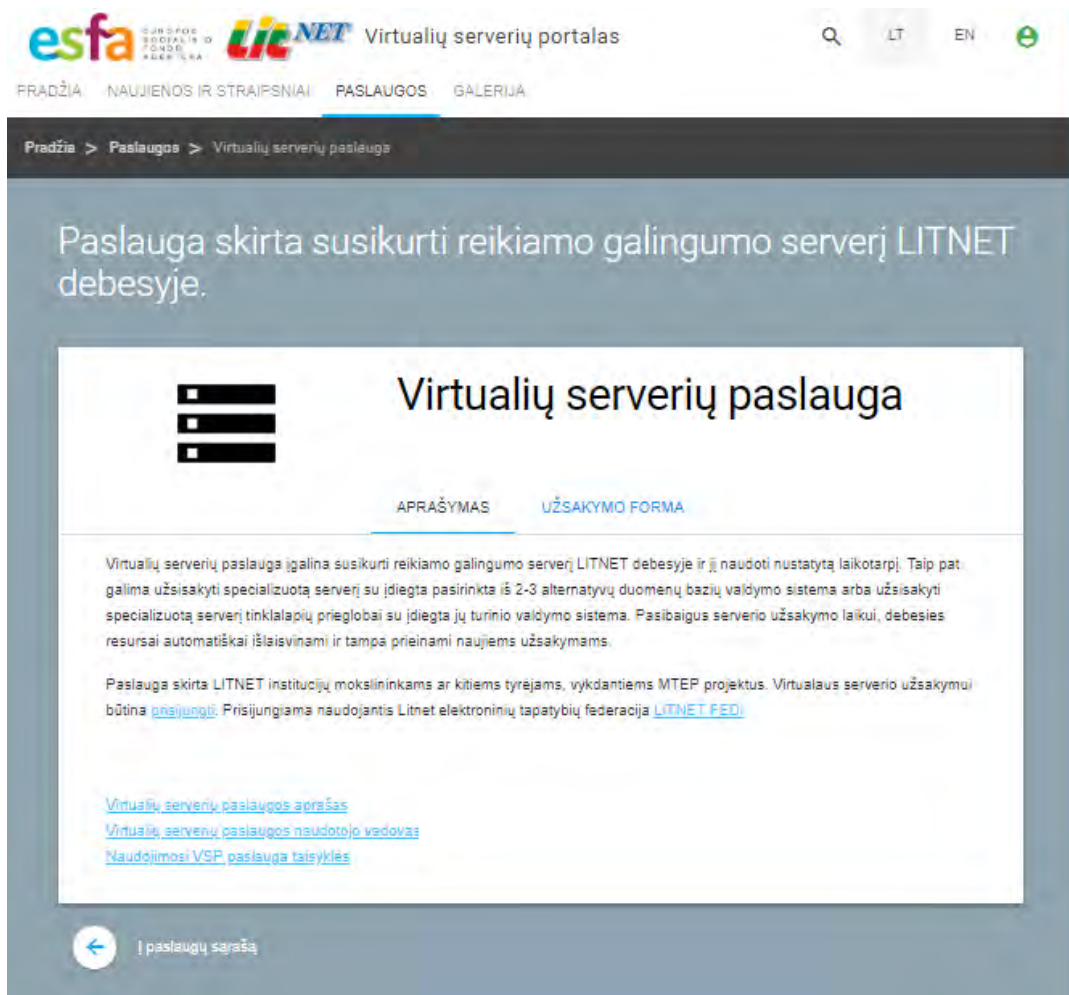 esfa EUROPOS SOCIALINIO FONDO AGENTŪRA LitNET Virtualių serverių portalas LT EN
PRADŽIA NAUJIENOS IR STRAIPSNIAI PASLAUGOS GALERIJA
Pradžia > Paslaugos > Virtualių serverių paslauga
Paslauga skirta susikurti reikiamo galingumo serverį LITNET
debesyje.
Virtualių serverių paslauga
APRAŠYMAS UŽSAKYMO FORMA
Virtualių serverių paslauga įgalina susikurti reikiamo galingumo serverį LITNET debesyje ir jį naudoti nustatytą laikotarpį. Taip pat
galima užsisakyti specializuotą serverį su įdiegta pasirinkta iš 2-3 alternatyvų duomenų bazių valdymo sistema arba užsisakyti
specializuotą serverį tinklalapių prieglobai su įdiegta jų turinio valdymo sistema. Pasibaigus serverio užsakymo laikui, debesies
resursai automatiškai išlaisvinami ir tampa prieinami naujiems užsakymams.
Paslauga skirta LITNET institucijų mokslininkams ar kitiems tyrėjams, vykdantiems MTEP projektus. Virtualaus serverio užsakymui
būtina prisijungti. Prisijungiama naudojantis Litnet elektroninių tapatybių federacija LITNET FEDI
Virtualių serverių paslaugos aprašas
Virtualių serverių paslaugos naudotojo vadovas
Naudojimosi VSP paslauga taisyklės
Į paslaugų sąrašą